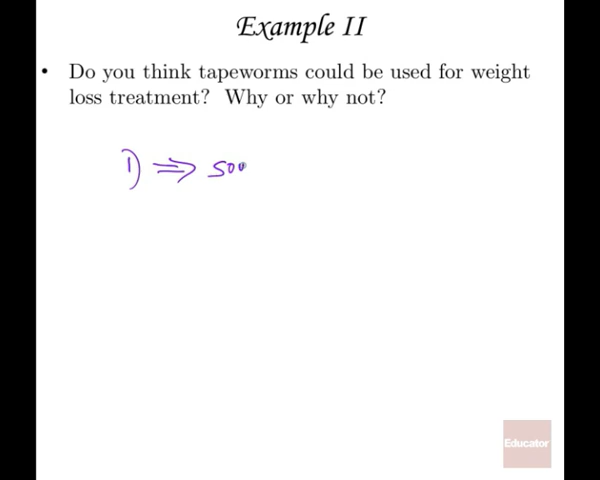 Example II
• Do you think tapeworms could be used for weight
loss treatment? Why or why not?
1) ⇒ soo
Educator